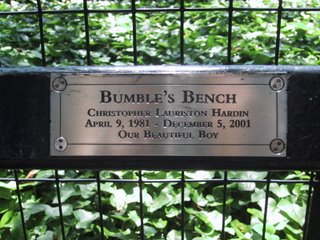 BUMBLE'S BENCH
CHRISTOPHER LAURISTON HARDIN
APRIL 9, 1981 - DECEMBER 5, 2001
OUR BEAUTIFUL BOY